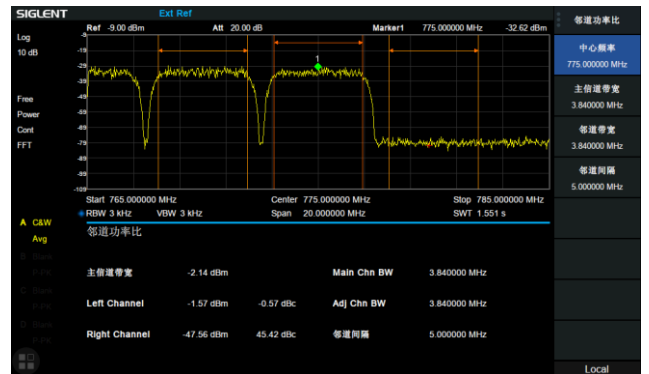 SIGLENT Ext Ref
Ref -9.00 dBm Att 20.00 dB Marker1 775.000000 MHz -32.62 dBm
Log
10 dB
Free
Power
Cont
FFT
-9
-19
-29
-39
-49
-59
-69
-79
-89
-99
-109
1
Start 765.000000 MHz Center 775.000000 MHz Stop 785.000000 MHz
RBW 3 kHz VBW 3 kHz Span 20.000000 MHz SWT 1.551 s
A C&W
Avg
B Blank
P-PK
C Blank
P-PK
D Blank
P-PK
邻道功率比
主信道带宽 -2.14 dBm Main Chn BW 3.840000 MHz
Left Channel -1.57 dBm -0.57 dBc Adj Chn BW 3.840000 MHz
Right Channel -47.56 dBm 45.42 dBc 邻道间隔 5.000000 MHz
邻道功率比
中心频率
775.000000 MHz
主信道带宽
3.840000 MHz
邻道带宽
3.840000 MHz
邻道间隔
5.000000 MHz
Local